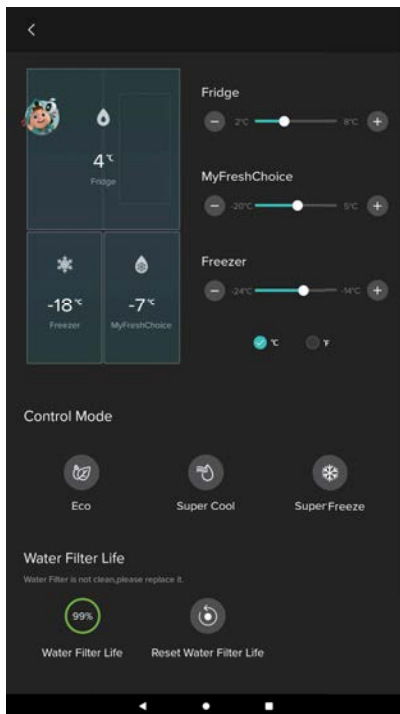 Fridge
2°C
8°C
4℃
Fridge
MyFreshChoice
-20°C
5°C
Freezer
-24°C
-14°C
-18℃
Freezer
-7℃
MyFreshChoice
℃
℉
Control Mode
Eco
Super Cool
Super Freeze
Water Filter Life
Water Filter is not clean,please replace it.
99%
Water Filter Life
Reset Water Filter Life